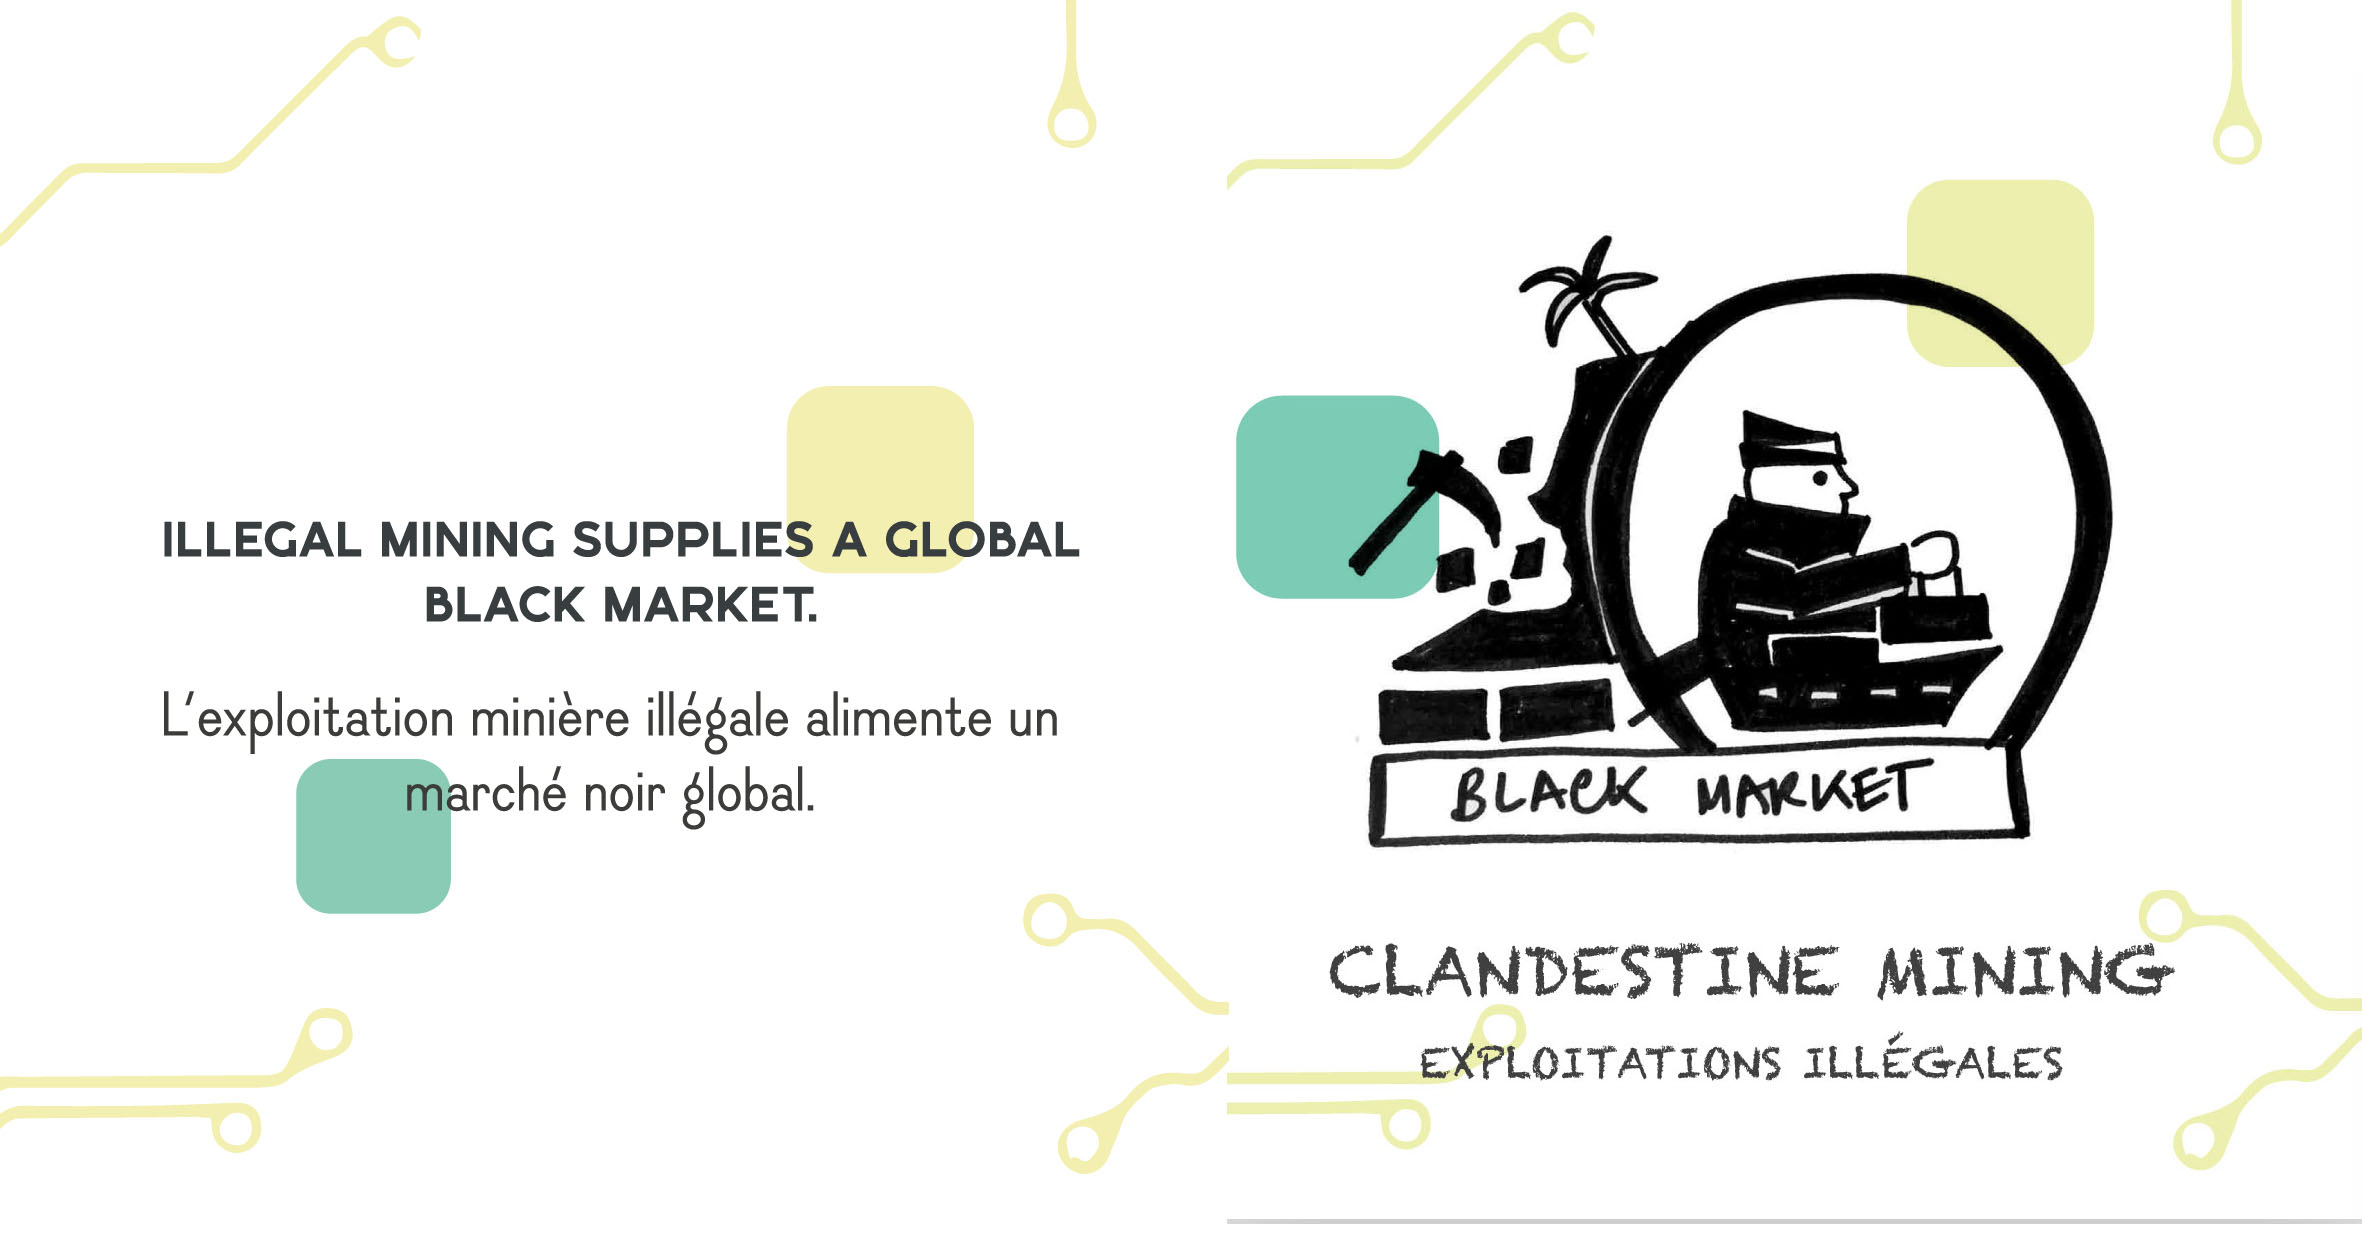 ILLEGAL MINING SUPPLIES A GLOBAL
BLACK MARKET.
L'exploitation minière illégale alimente un
marché noir global.
BLACK MARKET
CLANDESTINE MINING
EXPLOITATIONS ILLÉGALES